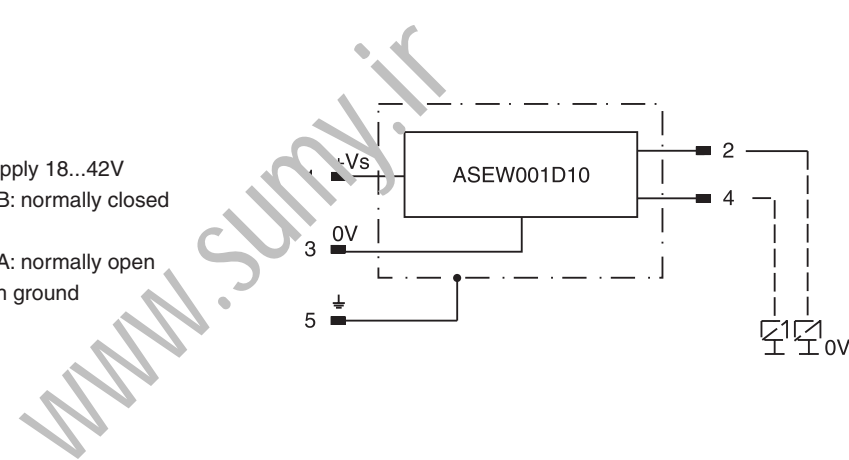 pply 18...42V
B: normally closed
A: normally open
n ground
+Vs
1
ASEW001D10
2
4
0V
3
5
0V
www.sumy.ir